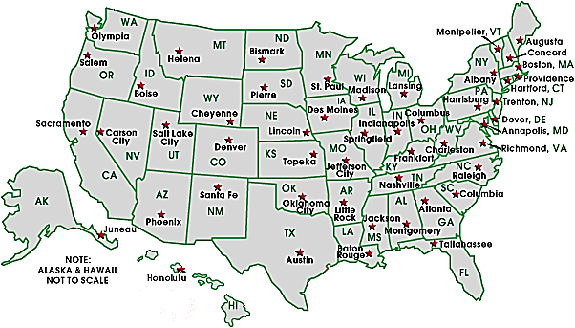 WA
Olympia
Salem
OR
ID
Boise
MT
Helena
ND
Bismark
SD
Pierre
WY
Cheyenne
MN
St. Paul
WI
Madison
MI
Lansing
Montpelier, VT
Augusta
Concord
Boston, MA
Providence
Hartford, CT
NY
Albany
PA
Harrisburg
Trenton, NJ
Dover, DE
Annapolis, MD
Richmond, VA
Sacramento
Carson
City
NV
CA
Salt Lake
City
UT
Denver
CO
NE
Lincoln
KS
Topeka
IA
Des Moines
MO
Jefferson
City
IL
Springfield
IN
Indianapolis
OH
Columbus
WV
Charleston
KY
Frankfort
TN
Nashville
NC
Raleigh
SC
Columbia
GA
Atlanta
AL
Montgomery
MS
Jackson
AR
Little
Rock
LA
Baton
Rouge
Tallahassee
FL
OK
Oklahoma
City
TX
Austin
Santa Fe
NM
AZ
Phoenix
AK
Juneau
NOTE:
ALASKA & HAWAII
NOT TO SCALE
Honolulu
HI